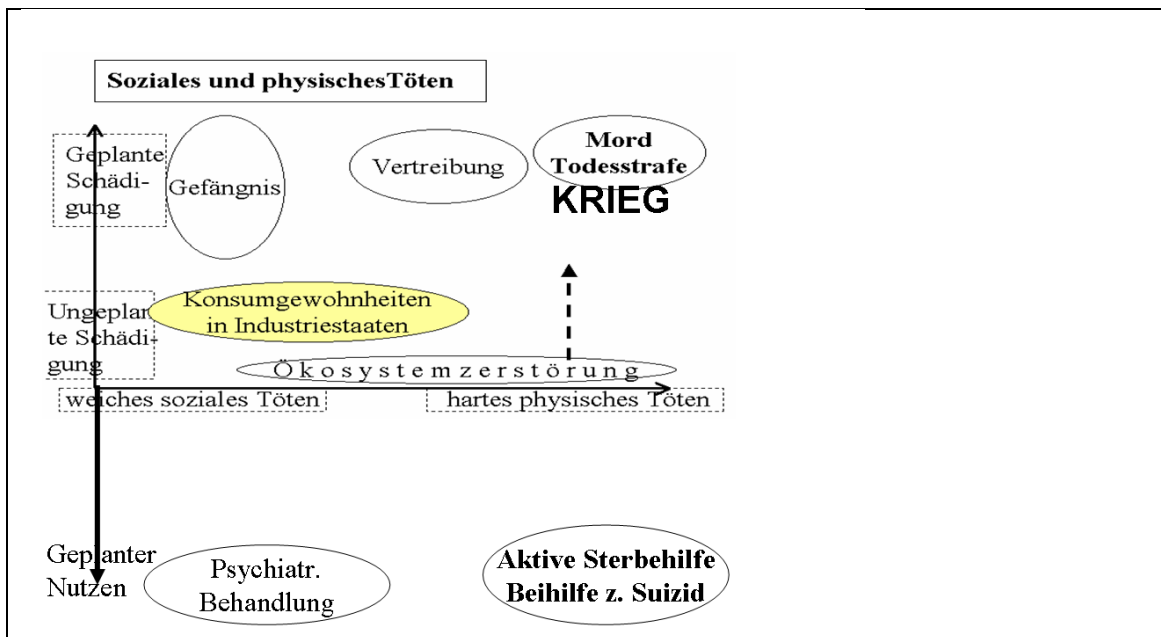 Soziales und physischesTöten
Geplante
Schädi-
gung
Gefängnis
Vertreibung
Mord
Todesstrafe
KRIEG
Ungeplan
te Schädi-
gung
Konsumgewohnheiten
in Industriestaaten
Ökosystemzerstörung
weiches soziales Töten
hartes physisches Töten
Geplanter
Nutzen
Psychiatr.
Behandlung
Aktive Sterbehilfe
Beihilfe z. Suizid